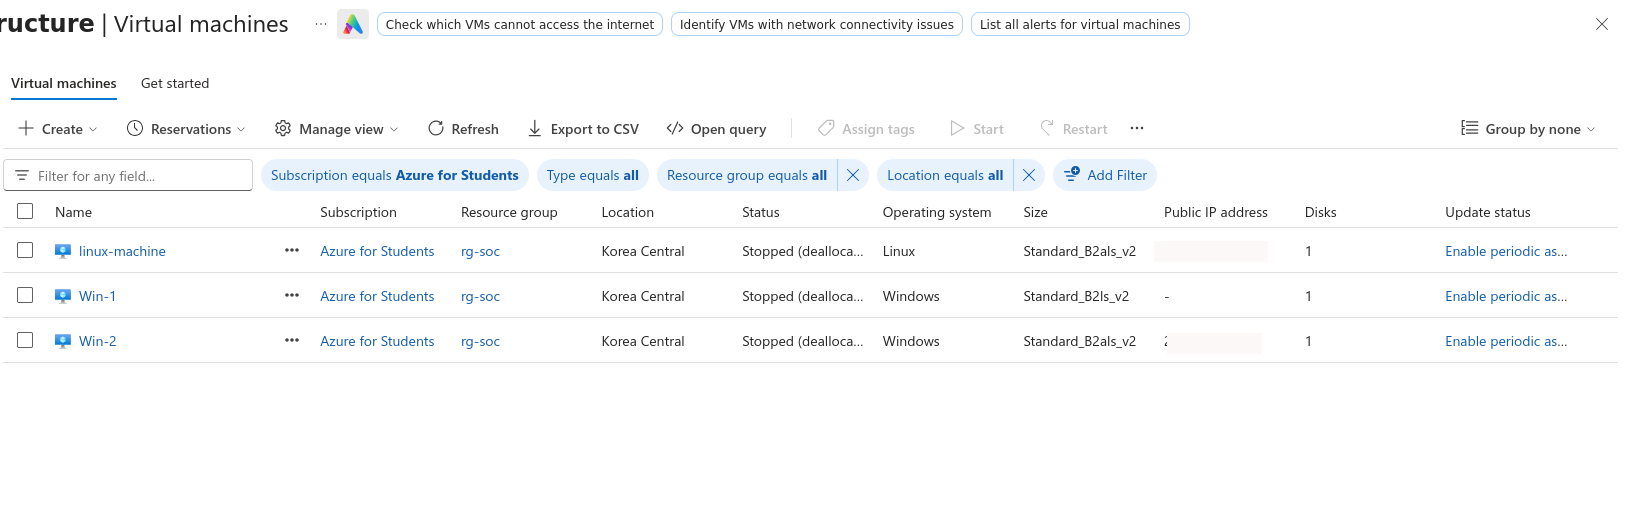 ructure | Virtual machines ... Check which VMs cannot access the internet Identify VMs with network connectivity issues List all alerts for virtual machines
Virtual machines Get started
Create Reservations Manage view Refresh Export to CSV Open query Assign tags Start Restart ... Group by none
Filter for any field... Subscription equals Azure for Students Type equals all Resource group equals all Location equals all Add Filter
Name Subscription Resource group Location Status Operating system Size Public IP address Disks Update status
linux-machine ... Azure for Students rg-soc Korea Central Stopped (dealloca... Linux Standard_B2als_v2 1 Enable periodic as...
Win-1 ... Azure for Students rg-soc Korea Central Stopped (dealloca... Windows Standard_B2ls_v2 - 1 Enable periodic as...
Win-2 ... Azure for Students rg-soc Korea Central Stopped (dealloca... Windows Standard_B2als_v2 1 Enable periodic as...